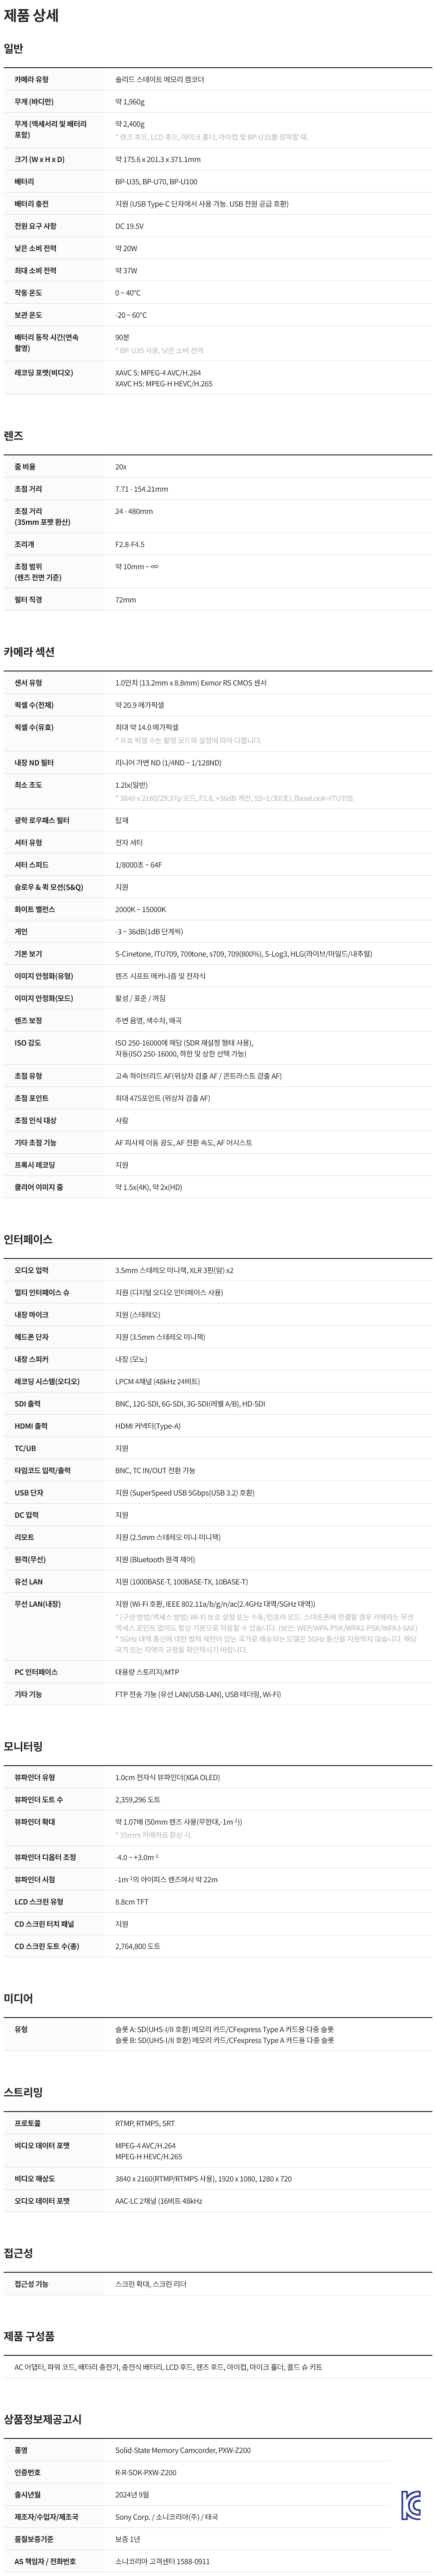 제품 상세
일반
카메라 유형 솔리드 스테이트 메모리 캠코더
무게 (바디만) 약 1,960g
무게 (액세서리 및 배터리 포함) 약 2,400g
* 렌즈 후드, LCD 후드, 마이크 홀더, 아이컵 및 BP-U35를 장착할 때.
크기 (W x H x D) 약 175.6 x 201.3 x 371.1mm
배터리 BP-U35, BP-U70, BP-U100
배터리 충전 지원 (USB Type-C 단자에서 사용 가능. USB 전원 공급 호환)
전원 요구 사항 DC 19.5V
낮은 소비 전력 약 20W
최대 소비 전력 약 37W
작동 온도 0 ~ 40°C
보관 온도 -20 ~ 60°C
배터리 동작 시간(연속 촬영) 90분
* BP-U35 사용, 낮은 소비 전력
레코딩 포맷(비디오) XAVC S: MPEG-4 AVC/H.264
XAVC HS: MPEG-H HEVC/H.265
렌즈
줌 비율 20x
초점 거리 7.71 - 154.21mm
초점 거리
(35mm 포맷 환산) 24 - 480mm
조리개 F2.8-F4.5
초점 범위
(렌즈 전면 기준) 약 10mm ~ ∞
필터 직경 72mm
카메라 섹션
센서 유형 1.0인치 (13.2mm x 8.8mm) Exmor RS CMOS 센서
픽셀 수(전체) 약 20.9 메가픽셀
픽셀 수(유효) 최대 약 14.0 메가픽셀
* 유효 픽셀 수는 촬영 모드와 설정에 따라 다릅니다.
내장 ND 필터 리니어 가변 ND (1/4ND ~ 1/128ND)
최소 조도 1.2lx(일반)
* 3840 x 2160/29.97p 모드, F2.8, +36dB 게인, SS=1/30(초), BaseLook=ITU709.
광학 로우패스 필터 탑재
셔터 유형 전자 셔터
셔터 스피드 1/8000초 ~ 64F
슬로우 & 퀵 모션(S&Q) 지원
화이트 밸런스 2000K ~ 15000K
게인 -3 ~ 36dB(1dB 단계씩)
기본 보기 S-Cinetone, ITU709, 709tone, s709, 709(800%), S-Log3, HLG(라이브/마일드/내추럴)
이미지 안정화(유형) 렌즈 시프트 메커니즘 및 전자식
이미지 안정화(모드) 활성 / 표준 / 꺼짐
렌즈 보정 주변 음영, 색수차, 왜곡
ISO 감도 ISO 250-16000에 해당 (SDR 재설정 형태 사용),
자동(ISO 250-16000, 하한 및 상한 선택 가능)
초점 유형 고속 하이브리드 AF(위상차 검출 AF / 콘트라스트 검출 AF)
초점 포인트 최대 475포인트 (위상차 검출 AF)
초점 인식 대상 사람
기타 초점 기능 AF 피사체 이동 광도, AF 전환 속도, AF 어시스트
프록시 레코딩 지원
클리어 이미지 줌 약 1.5x(4K), 약 2x(HD)
인터페이스
오디오 입력 3.5mm 스테레오 미니잭, XLR 3핀(암) x2
멀티 인터페이스 슈 지원 (디지털 오디오 인터페이스 사용)
내장 마이크 지원 (스테레오)
헤드폰 단자 지원 (3.5mm 스테레오 미니잭)
내장 스피커 내장 (모노)
레코딩 시스템(오디오) LPCM 4채널 (48kHz 24비트)
SDI 출력 BNC, 12G-SDI, 6G-SDI, 3G-SDI(레벨 A/B), HD-SDI
HDMI 출력 HDMI 커넥터(Type-A)
TC/UB 지원
타임코드 입력/출력 BNC, TC IN/OUT 전환 가능
USB 단자 지원 (SuperSpeed USB 5Gbps(USB 3.2) 호환)
DC 입력 지원
리모트 지원 (2.5mm 스테레오 미니-미니잭)
원격(무선) 지원 (Bluetooth 원격 제어)
유선 LAN 지원 (1000BASE-T, 100BASE-TX, 10BASE-T)
무선 LAN(내장) 지원 (Wi-Fi 호환, IEEE 802.11a/b/g/n/ac(2.4GHz 대역/5GHz 대역))
* (구성 방법/액세스 방법) Wi-Fi 보호 설정 또는 수동/인프라 모드. 스마트폰에 연결할 경우 카메라는 무선
액세스 포인트 없이도 항상 기본으로 작동할 수 있습니다. (보안: WEP/WPA-PSK/WPA2-PSK/WPA3-SAE)
* 5GHz 대역 통신에 대한 법적 제한이 있는 국가로 배송되는 모델은 5GHz 통신을 지원하지 않습니다. 해당
국가 또는 지역의 규정을 확인하시기 바랍니다.
PC 인터페이스 대용량 스토리지/MTP
기타 기능 FTP 전송 기능 (유선 LAN(USB-LAN), USB 테더링, Wi-Fi)
모니터링
뷰파인더 유형 1.0cm 전자식 뷰파인더(XGA OLED)
뷰파인더 도트 수 2,359,296 도트
뷰파인더 확대 약 1.07배 (50mm 렌즈 사용(무한대,-1m-1))
* 35mm 카메라로 환산 시.
뷰파인더 디옵터 조정 -4.0 ~ +3.0m-1
뷰파인더 시점 -1m-1의 아이피스 렌즈에서 약 22m
LCD 스크린 유형 8.8cm TFT
CD 스크린 터치 패널 지원
CD 스크린 도트 수(총) 2,764,800 도트
미디어
유형 슬롯 A: SD(UHS-I/II 호환) 메모리 카드/CFexpress Type A 카드용 다중 슬롯
슬롯 B: SD(UHS-I/II 호환) 메모리 카드/CFexpress Type A 카드용 다중 슬롯
스트리밍
프로토콜 RTMP, RTMPS, SRT
비디오 데이터 포맷 MPEG-4 AVC/H.264
MPEG-H HEVC/H.265
비디오 해상도 3840 x 2160(RTMP/RTMPS 사용), 1920 x 1080, 1280 x 720
오디오 데이터 포맷 AAC-LC 2채널 (16비트 48kHz
접근성
접근성 기능 스크린 확대, 스크린 리더
제품 구성품
AC 어댑터, 파워 코드, 배터리 충전기, 충전식 배터리, LCD 후드, 렌즈 후드, 아이컵, 마이크 홀더, 콜드 슈 키트
상품정보제공고시
품명 Solid-State Memory Camcorder, PXW-Z200
인증번호 R-R-SOK-PXW-Z200
출시년월 2024년 9월
제조자/수입자/제조국 Sony Corp. / 소니코리아(주) / 태국
품질보증기준 보증 1년
AS 책임자 / 전화번호 소니코리아 고객센터 1588-0911